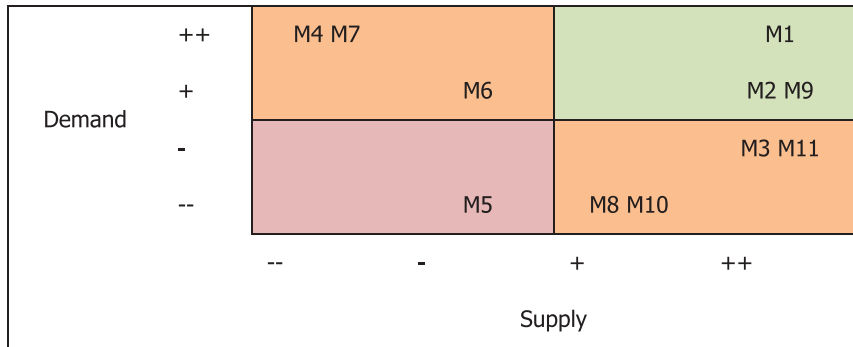 ++ M4 M7 M1
+ M6 M2 M9
Demand
- M3 M11
-- M5 M8 M10
-- - + ++
Supply